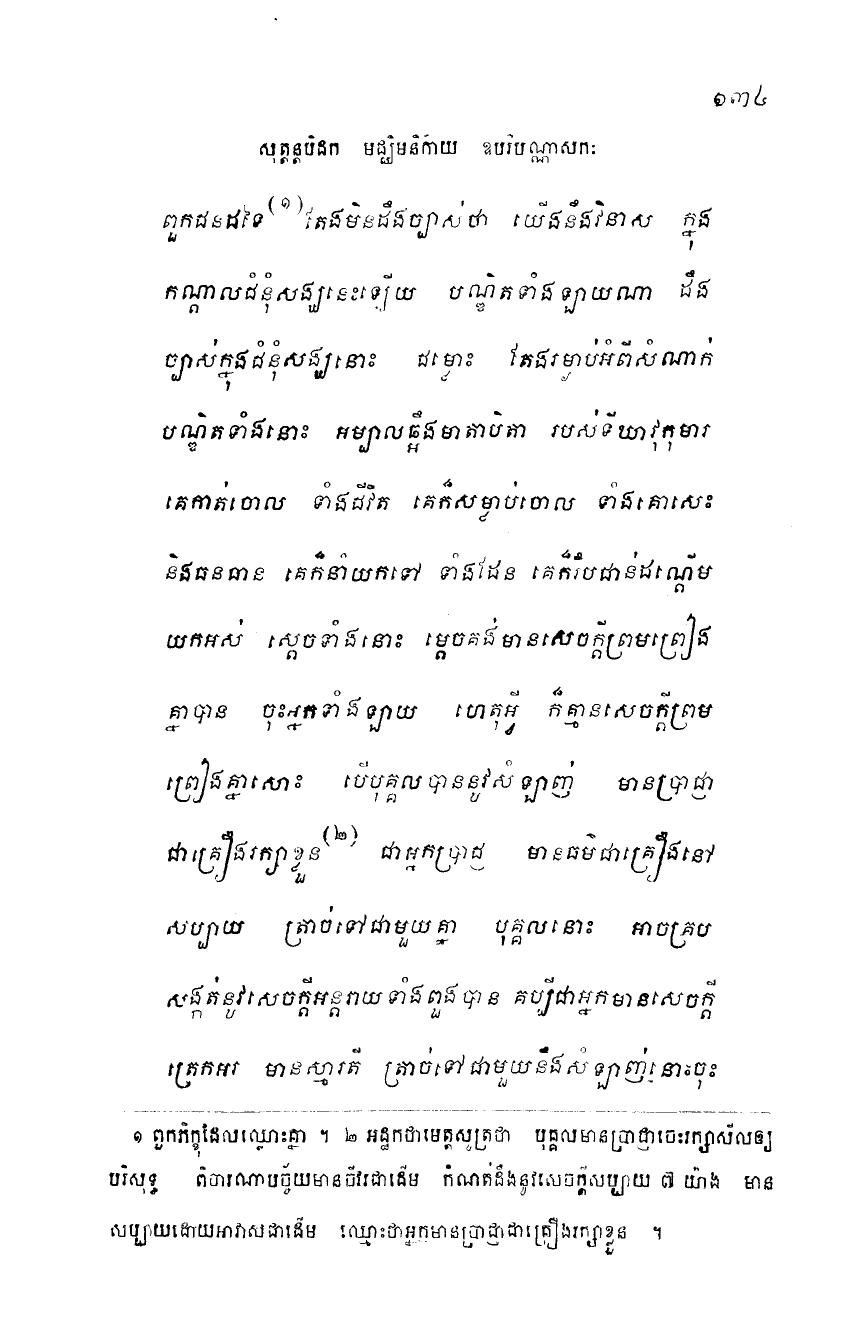 ១៣៤
សុត្តន្តបិដក មជ្ឈិមនិកាយ ឧបរិបណ្ណាសកៈ
ពួកជនដទៃ(១)តែងមិនដឹងច្បាស់ថា យើងនឹងវិនាស ក្នុង
កណ្តាលជំនុំសង្ឃនេះឡើយ បណ្ឌិតទាំងឡាយណា ដឹង
ច្បាស់ក្នុងជំនុំសង្ឃនោះ ជម្លោះ តែងរម្ងាប់អំពីសំណាក់
បណ្ឌិតទាំងនោះ អម្បាលឆ្អឹងមាតាបិតា របស់ទីឃាវុកុមារ
គេកាត់ចោល ទាំងជីវិត គេក៏សម្លាប់ចោល ទាំងគោសេះ
និងធនធាន គេក៏នាំយកទៅ ទាំងដែន គេក៏រឹបជាន់ដណ្តើម
យកអស់ ស្តេចទាំងនោះ ម្តេចគង់មានសេចក្តីព្រមព្រៀង
គ្នាបាន ចុះអ្នកទាំងឡាយ ហេតុអ្វី ក៏គ្មានសេចក្តីព្រម
ព្រៀងគ្នាសោះ បើបុគ្គលបាននូវសំឡាញ់ មានប្រាជ្ញា
ជាគ្រឿងរក្សាខ្លួន(២) ជាអ្នកប្រាជ្ញ មានធម៌ជាគ្រឿងនៅ
សប្បាយ ត្រាច់ទៅជាមួយគ្នា បុគ្គលនោះ អាចគ្រប
សង្កត់នូវសេចក្តីអន្តរាយទាំងពួងបាន គប្បីជាអ្នកមានសេចក្តី
ត្រេកអរ មានស្មារតី ត្រាច់ទៅជាមួយនឹងសំឡាញ់នោះចុះ
១ ពួកភិក្ខុដែលឈ្លោះគ្នា ។ ២ អដ្ឋកថាមេត្តសូត្រថា បុគ្គលមានប្រាជ្ញាចេះរក្សាសីលឲ្យ
បរិសុទ្ធ ពិចារណាបច្ច័យមានចីវរជាដើម កំណត់ដឹងនូវសេចក្តីសប្បាយ ៧ យ៉ាង មាន
សប្បាយដោយអាវាសជាដើម ឈ្មោះថាអ្នកមានប្រាជ្ញាជាគ្រឿងរក្សាខ្លួន ។